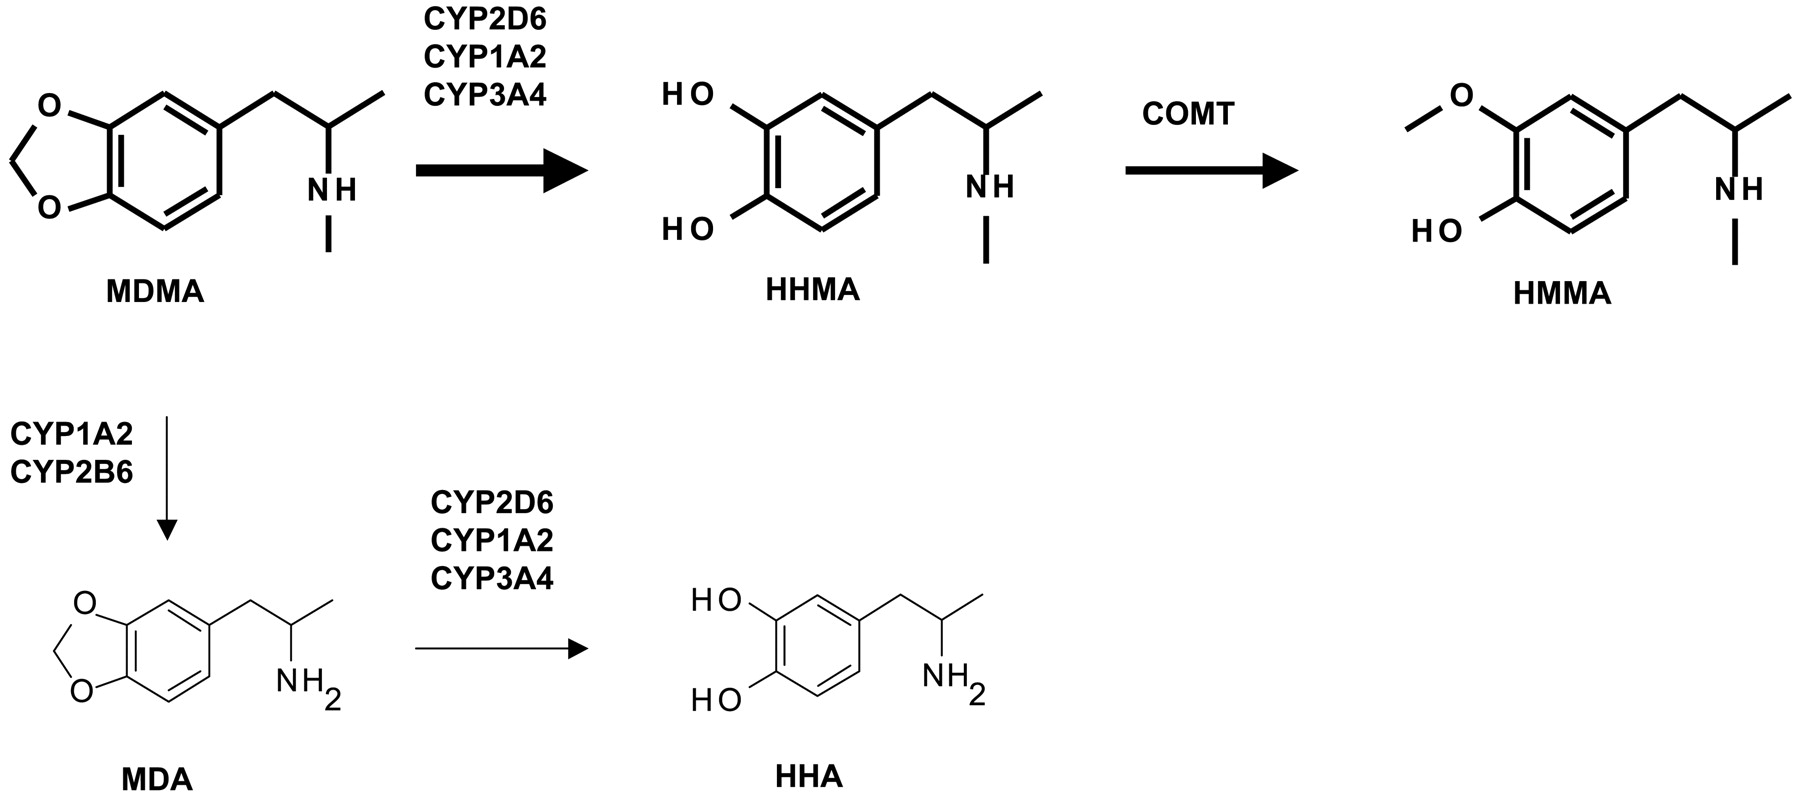 CYP2D6
CYP1A2
CYP3A4
O
O
NH
MDMA
HO
HO
NH
HHMA
COMT
O
HO
NH
HMMA
CYP1A2
CYP2B6
CYP2D6
CYP1A2
CYP3A4
O
O
NH2
MDA
HO
HO
NH2
HHA